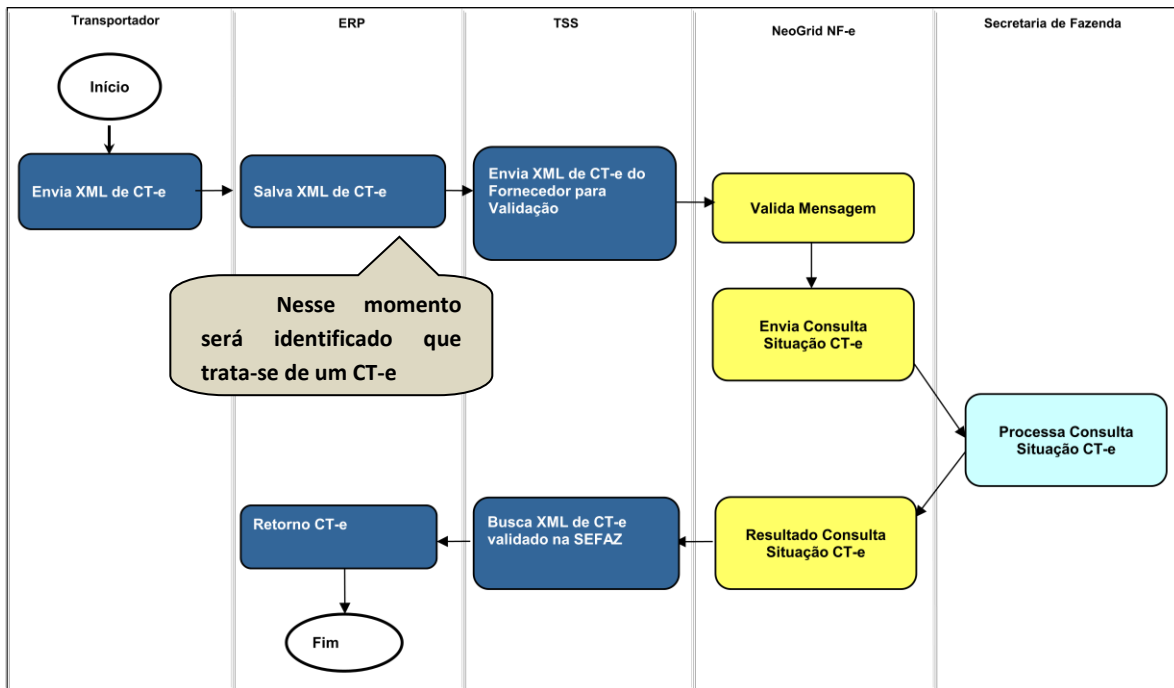 Transportador
ERP
TSS
NeoGrid NF-e
Secretaria de Fazenda
Início
Envia XML de CT-e
Salva XML de CT-e
Envia XML de CT-e do
Fornecedor para
Validação
Valida Mensagem
Nesse momento
será identificado que
trata-se de um CT-e
Envia Consulta
Situação CT-e
Processa Consulta
Situação CT-e
Retorno CT-e
Busca XML de CT-e
validado na SEFAZ
Resultado Consulta
Situação CT-e
Fim